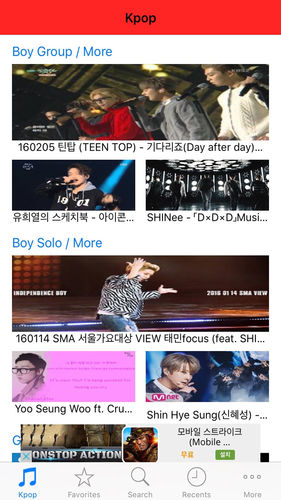 Kpop
Boy Group / More
160205 틴탑 (TEEN TOP) - 기다리죠(Day after day)...
유희열의 스케치북 - 아이콘...
SHINee - 「D×D×D」Musi...
Boy Solo / More
INDEPENDENCE BOY
2016 01 14 SMA VIEW
160114 SMA 서울가요대상 VIEW 태민focus (feat. SHI...
Yoo Seung Woo ft. Cru...
Shin Hye Sung(신혜성) -...
NONSTOP ACTION
모바일 스트라이크
(Mobile ...
무료
설치
Popular
Favorites
Search
Recents
More